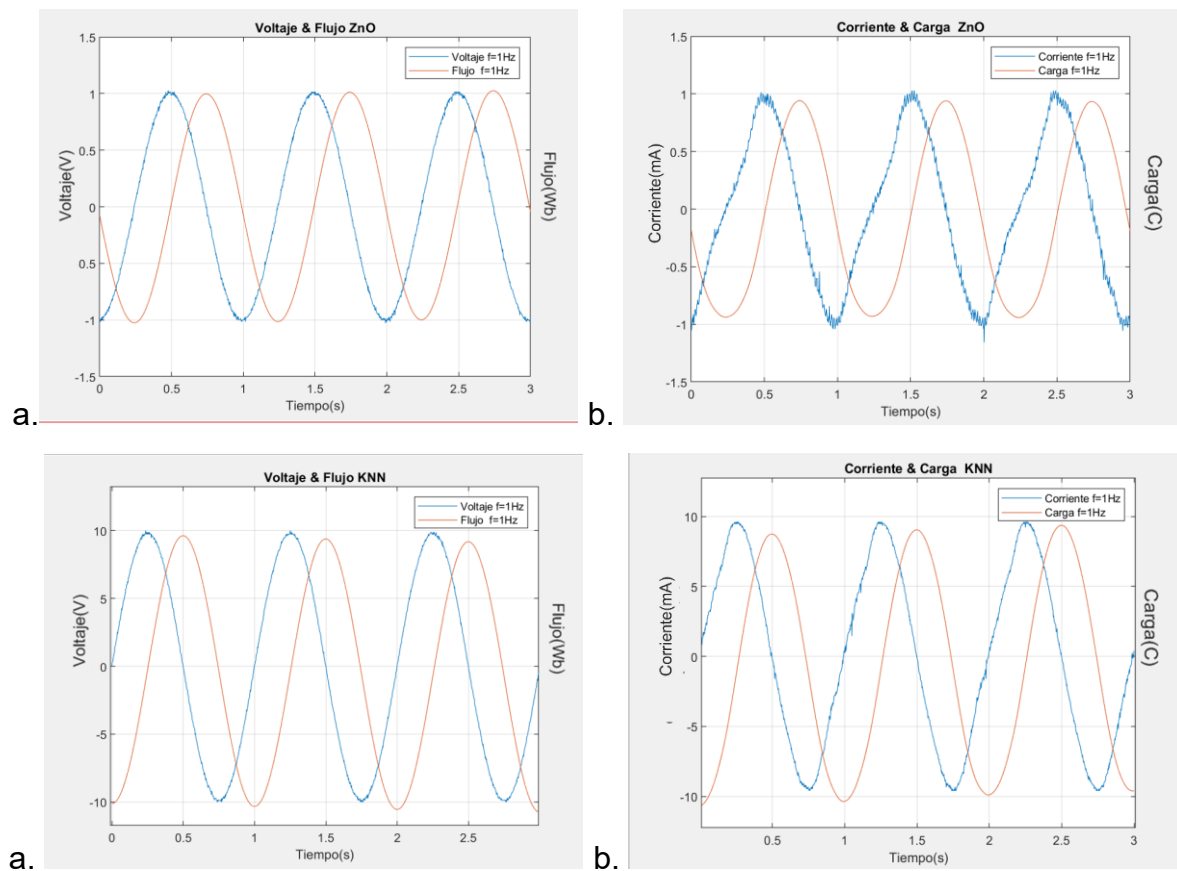 Voltaje & Flujo ZnO
1.5
1
0.5
0
-0.5
-1
-1.5
Voltaje(V)
Voltaje f=1Hz
Flujo f=1Hz
Flujo(Wb)
0 0.5 1 1.5 2 2.5 3
Tiempo(s)
a.
Corriente & Carga ZnO
1.5
1
0.5
0
-0.5
-1
-1.5
Corriente(mA)
Corriente f=1Hz
Carga f=1Hz
Carga(C)
0 0.5 1 1.5 2 2.5 3
Tiempo(s)
b.
Voltaje & Flujo KNN
10
5
0
-5
-10
Voltaje(V)
Voltaje f=1Hz
Flujo f=1Hz
Flujo(Wb)
0 0.5 1 1.5 2 2.5
Tiempo(s)
a.
Corriente & Carga KNN
10
5
0
-5
-10
Corriente(mA)
Corriente f=1Hz
Carga f=1Hz
Carga(C)
0.5 1 1.5 2 2.5 3
Tiempo(s)
b.